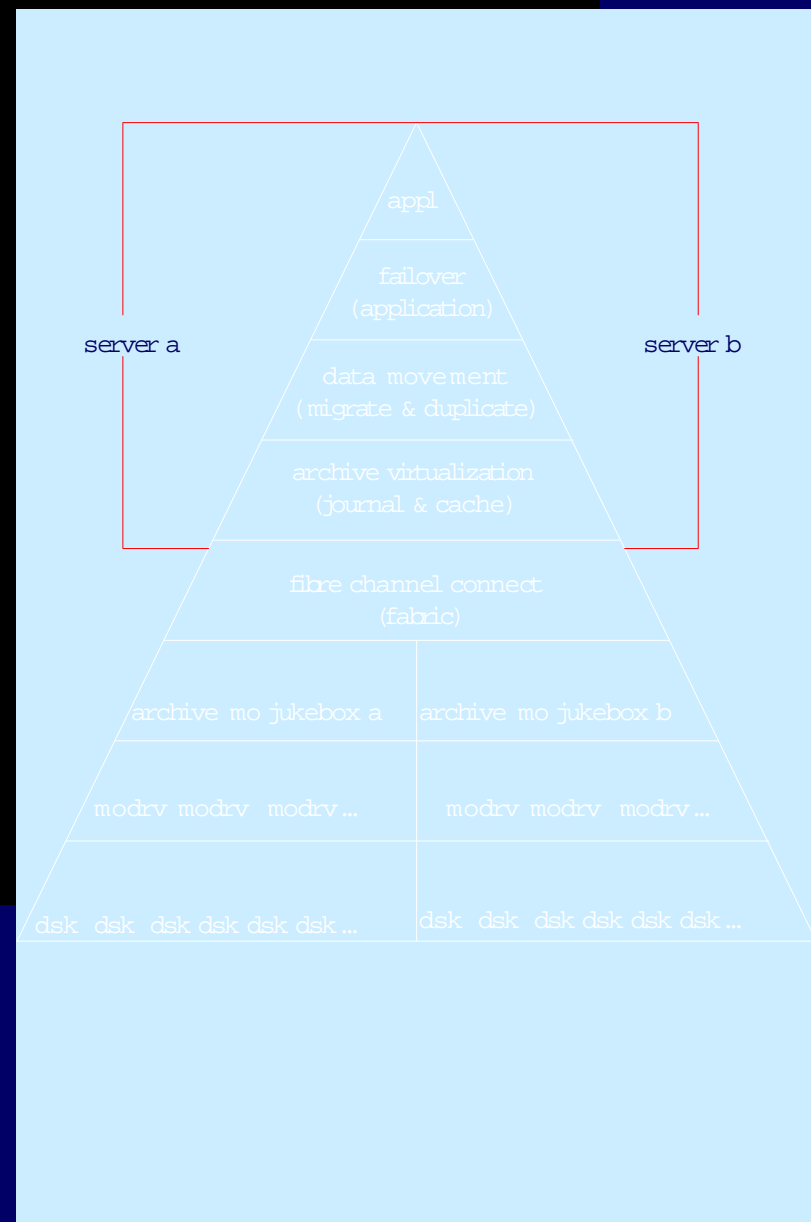 appl
failover
(application)
server a
server b
data movement
(migrate & duplicate)
archive virtualization
(journal & cache)
fibre channel connect
(fabric)
archive mo jukebox a
archive mo jukebox b
modrv modrv modrv...
modrv modrv modrv...
dsk dsk dsk dsk dsk dsk...
dsk dsk dsk dsk dsk dsk...